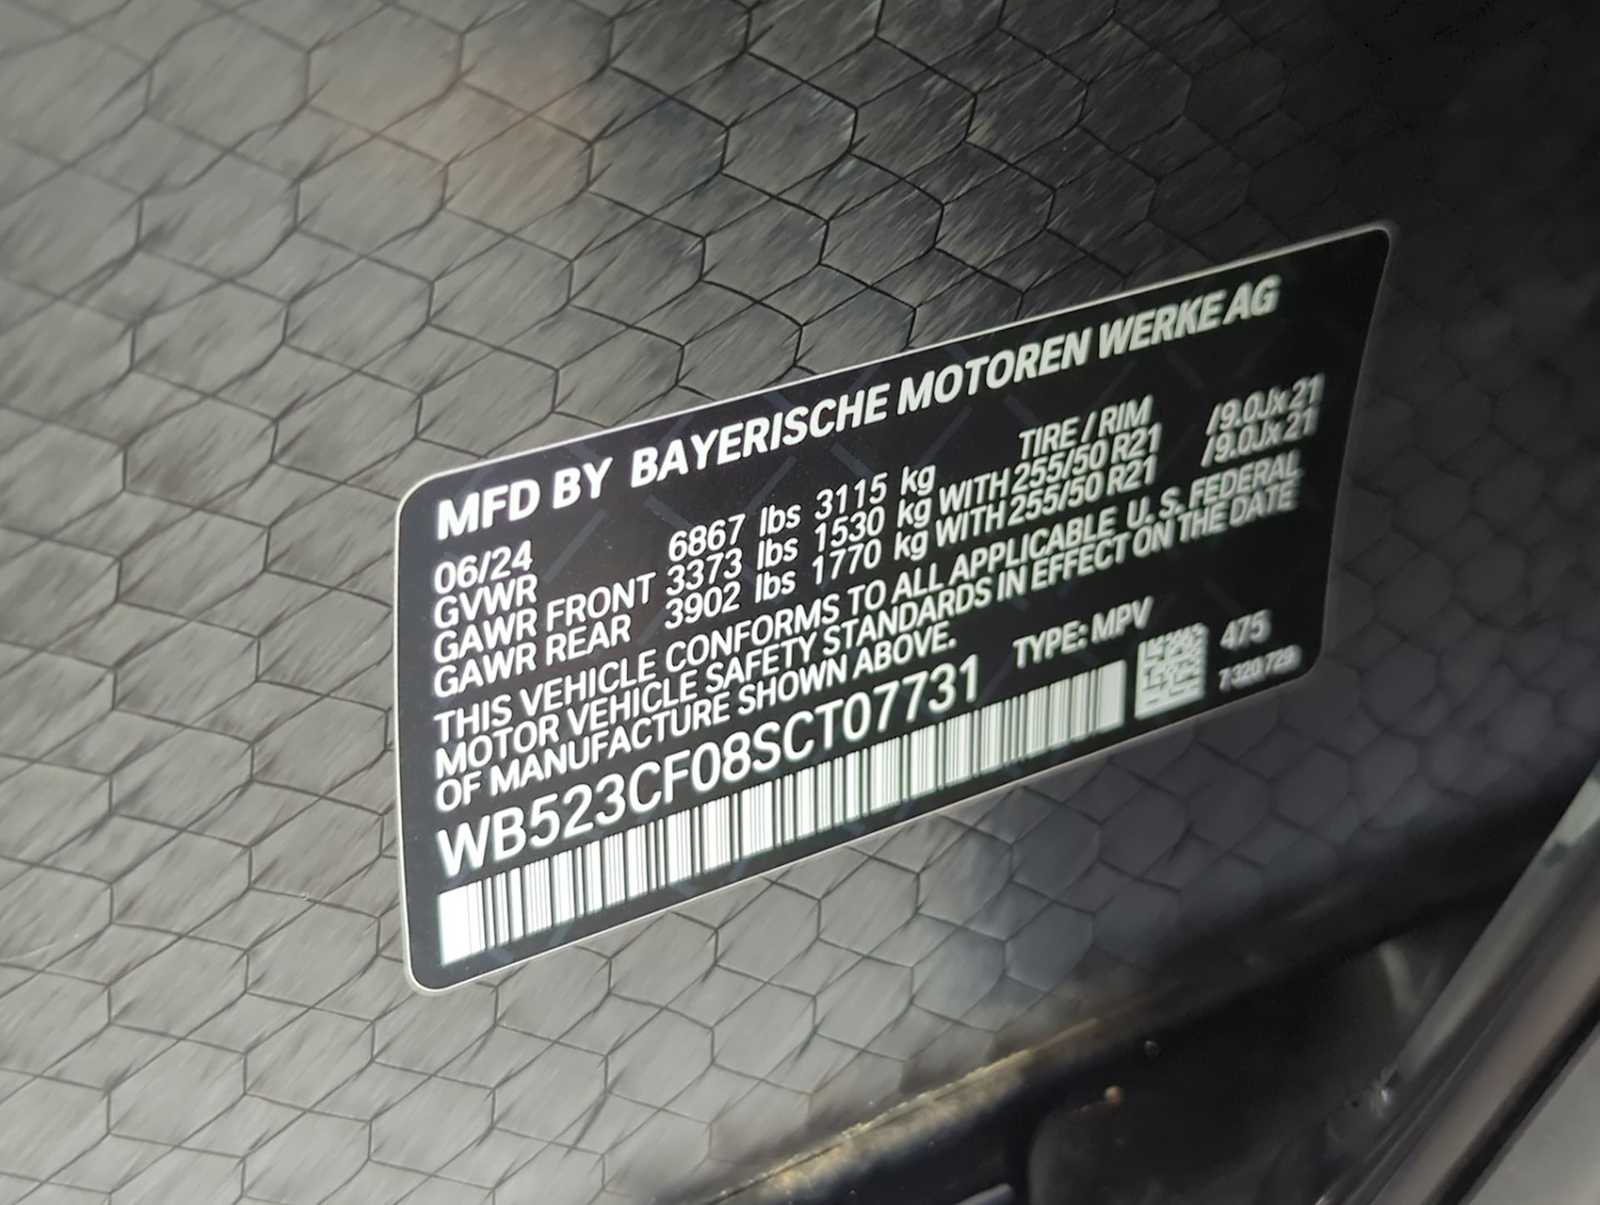 MFD BY BAYERISCHE MOTOREN WERKE AG
06/24 TIRE / RIM
GVWR 6867 lbs 3115 kg
GAWR FRONT 3373 lbs 1530 kg WITH 255/50 R21 /9.0Jx21
GAWR REAR 3902 lbs 1770 kg WITH 255/50 R21 /9.0Jx21
THIS VEHICLE CONFORMS TO ALL APPLICABLE U. S. FEDERAL
MOTOR VEHICLE SAFETY STANDARDS IN EFFECT ON THE DATE
OF MANUFACTURE SHOWN ABOVE.
WB523CF08SCT07731 TYPE: MPV
475
7 320 729